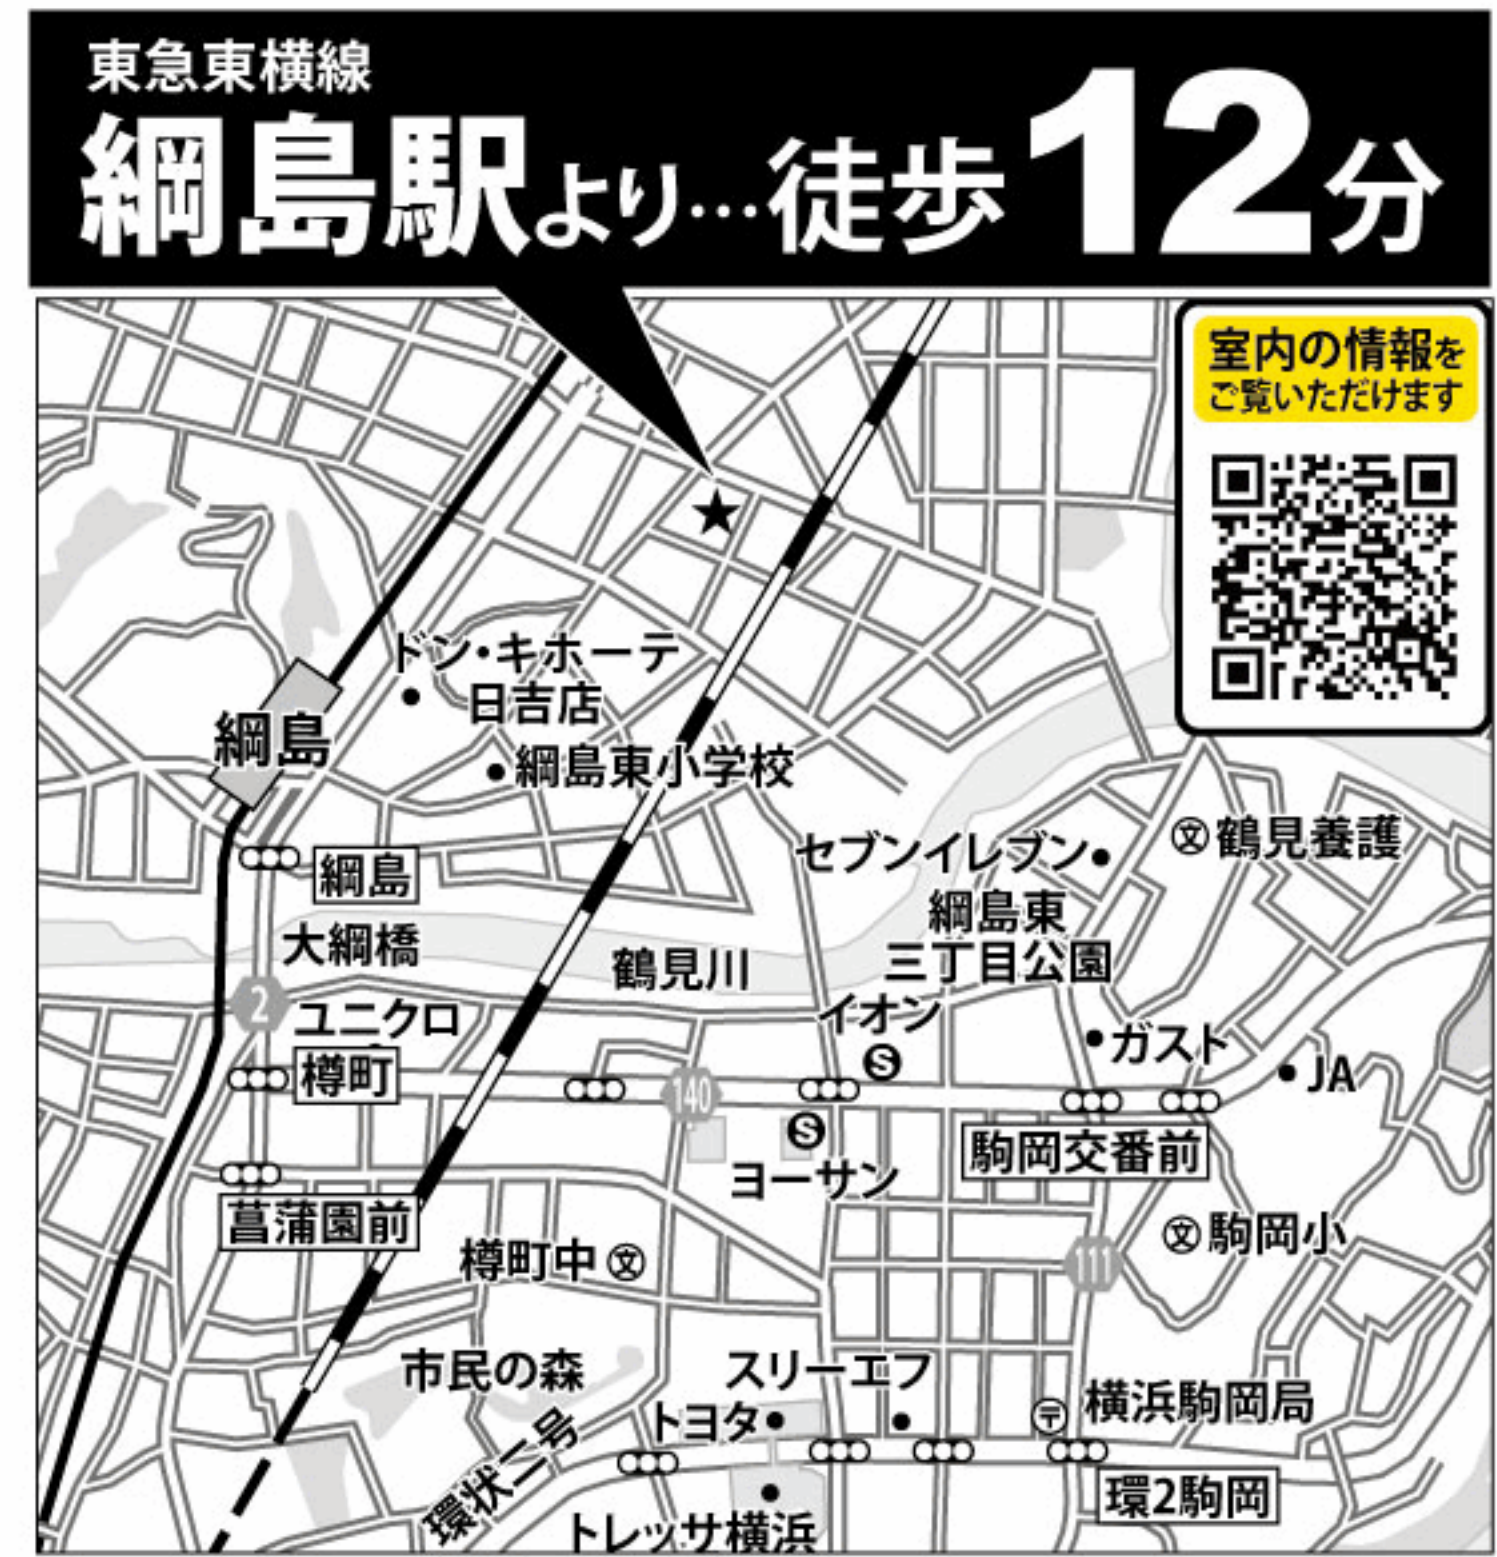 東急東横線
綱島駅より…徒歩12分
室内の情報を
ご覧いただけます
ドン・キホーテ
日吉店
綱島
綱島東小学校
セブンイレブン
文 鶴見養護
綱島
綱島東
三丁目公園
大綱橋
鶴見川
2
ユニクロ
イオン
S
ガスト
JA
樽町
140
S
ヨーサン
駒岡交番前
菖蒲園前
樽町中 文
文 駒岡小
111
市民の森
スリーエフ
トヨタ
〒 横浜駒岡局
環状二号
環2駒岡
トレッサ横浜